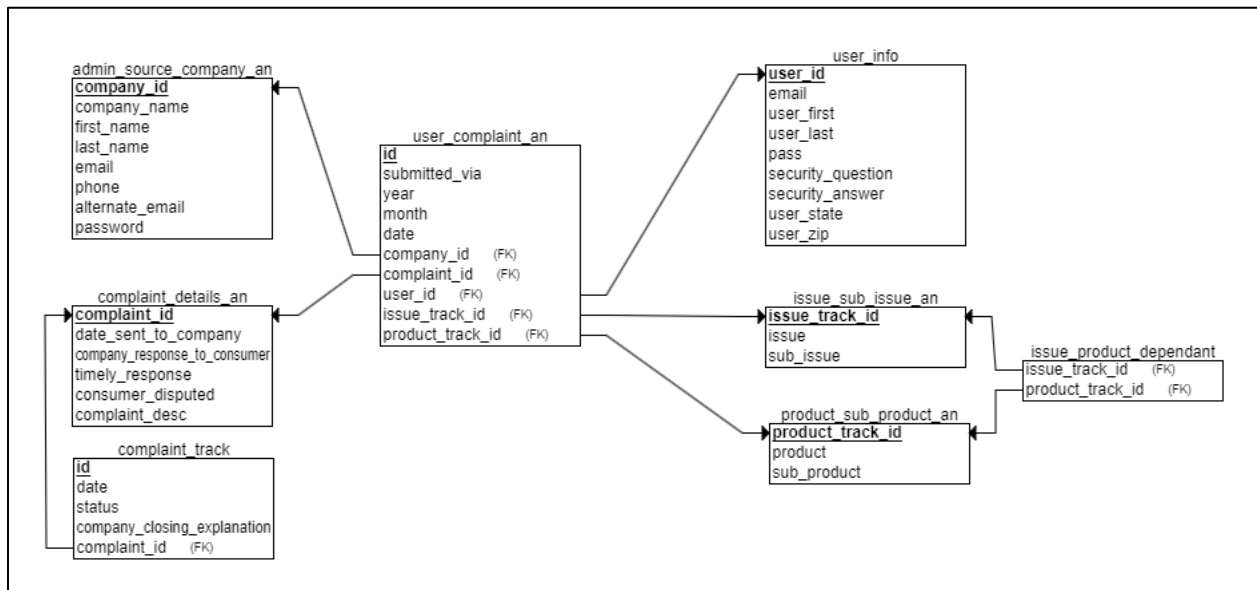 admin_source_company_an
company_id
company_name
first_name
last_name
email
phone
alternate_email
password
complaint_details_an
complaint_id
date_sent_to_company
company_response_to_consumer
timely_response
consumer_disputed
complaint_desc
complaint_track
id
date
status
company_closing_explanation
complaint_id (FK)
user_complaint_an
id
submitted_via
year
month
date
company_id (FK)
complaint_id (FK)
user_id (FK)
issue_track_id (FK)
product_track_id (FK)
user_info
user_id
email
user_first
user_last
pass
security_question
security_answer
user_state
user_zip
issue_sub_issue_an
issue_track_id
issue
sub_issue
product_sub_product_an
product_track_id
product
sub_product
issue_product_dependant
issue_track_id (FK)
product_track_id (FK)